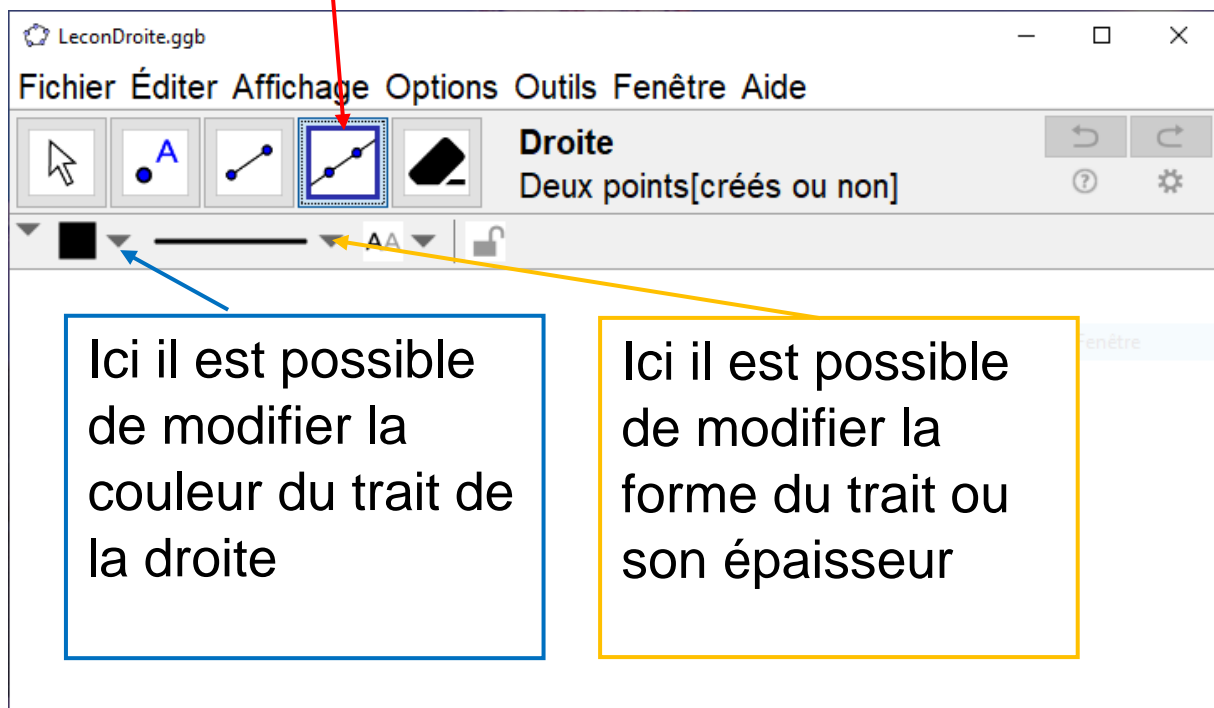 LeconDroite.ggb
Fichier Éditer Affichage Options Outils Fenêtre Aide
A
Droite
Deux points[créés ou non]
AA
Fenêtre
Ici il est possible
de modifier la
couleur du trait de
la droite
Ici il est possible
de modifier la
forme du trait ou
son épaisseur